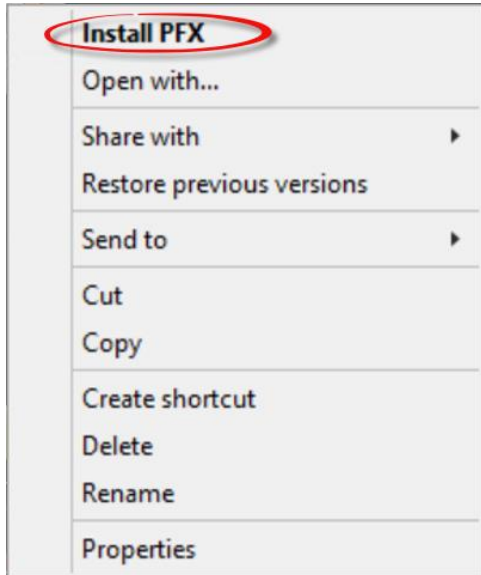 Install PFX
Open with...
Share with
Restore previous versions
Send to
Cut
Copy
Create shortcut
Delete
Rename
Properties